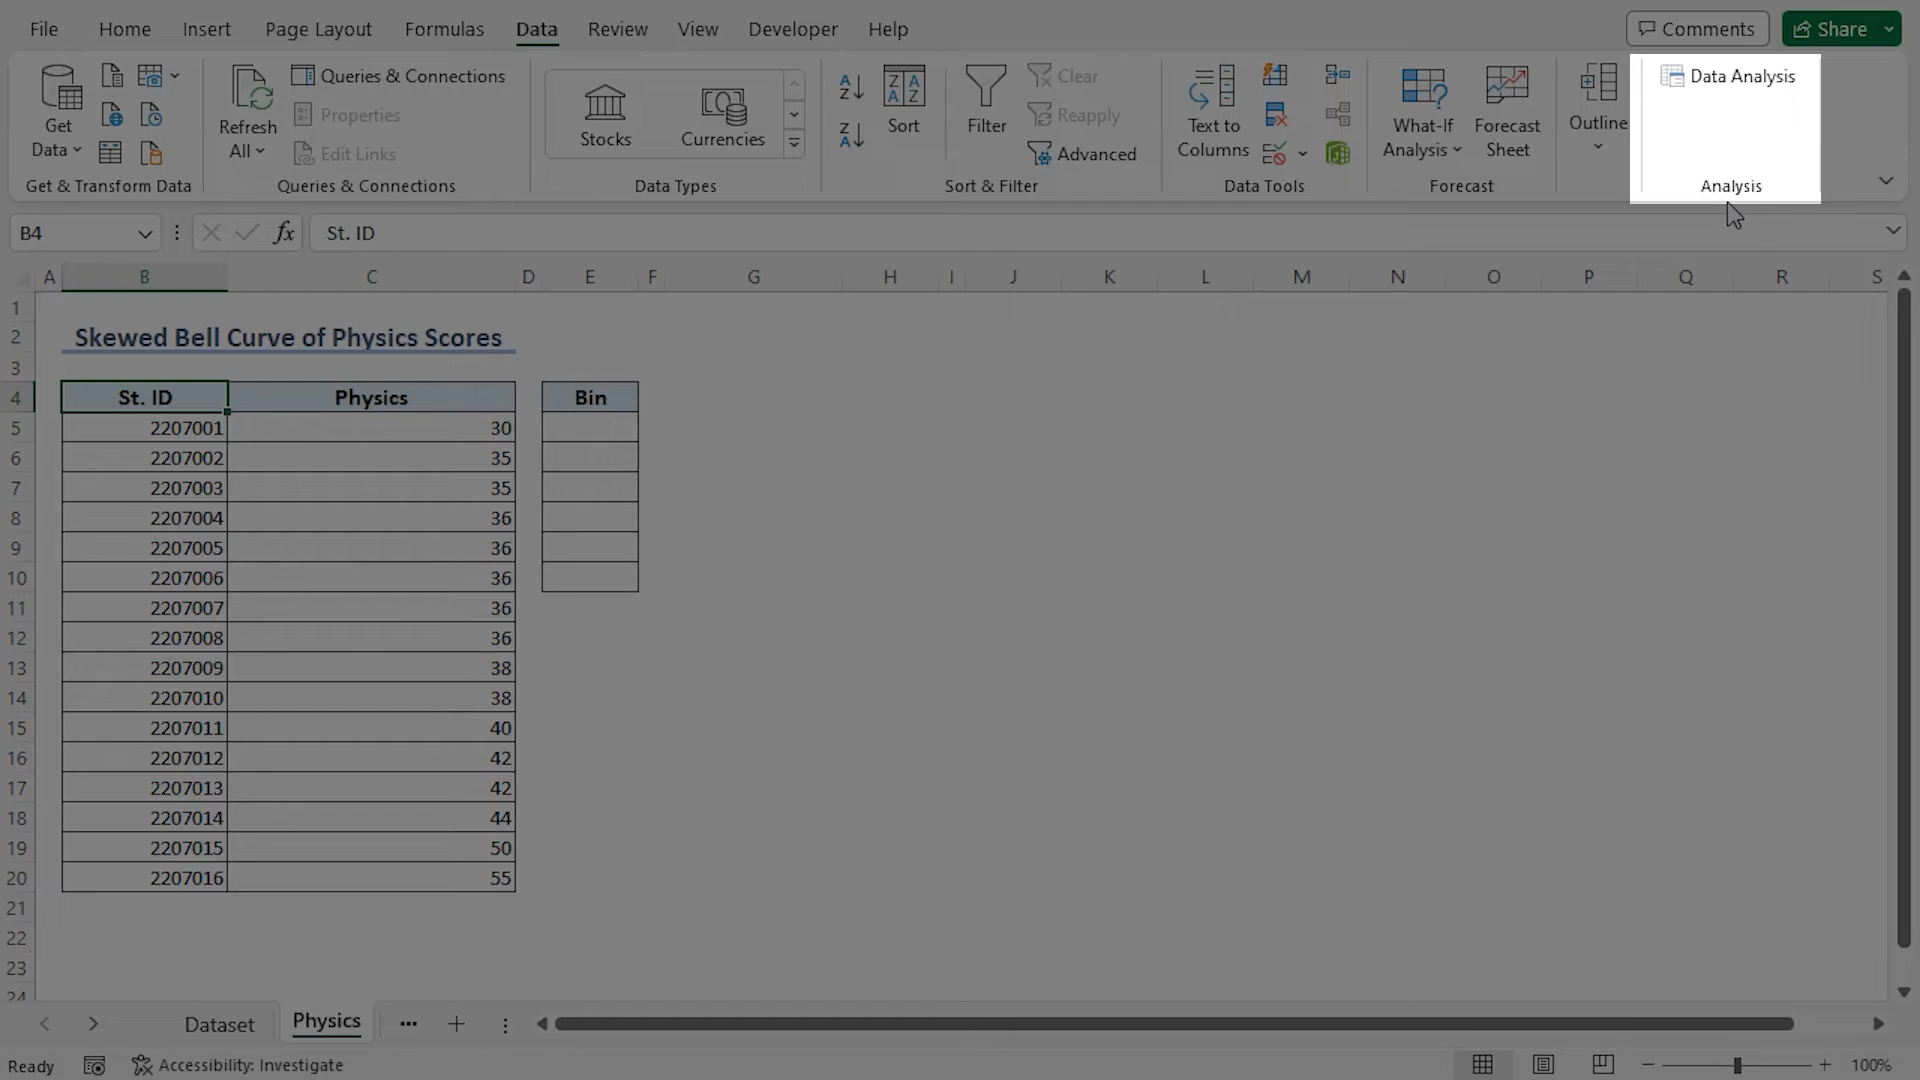 File Home Insert Page Layout Formulas Data Review View Developer Help Comments Share
Get Data
Refresh All
Queries & Connections
Properties
Edit Links
Stocks
Currencies
Sort
Filter
Clear
Reapply
Advanced
Text to Columns
What-If Analysis
Forecast Sheet
Outline
Data Analysis
Get & Transform Data Queries & Connections Data Types Sort & Filter Data Tools Forecast Analysis
B4 fx St. ID
A B C D E F G H I J K L M N O P Q R S
1
2 Skewed Bell Curve of Physics Scores
3
4 St. ID Physics Bin
5 2207001 30
6 2207002 35
7 2207003 35
8 2207004 36
9 2207005 36
10 2207006 36
11 2207007 36
12 2207008 36
13 2207009 38
14 2207010 38
15 2207011 40
16 2207012 42
17 2207013 42
18 2207014 44
19 2207015 50
20 2207016 55
21
22
23
24
Dataset Physics
Ready Accessibility: Investigate 100%